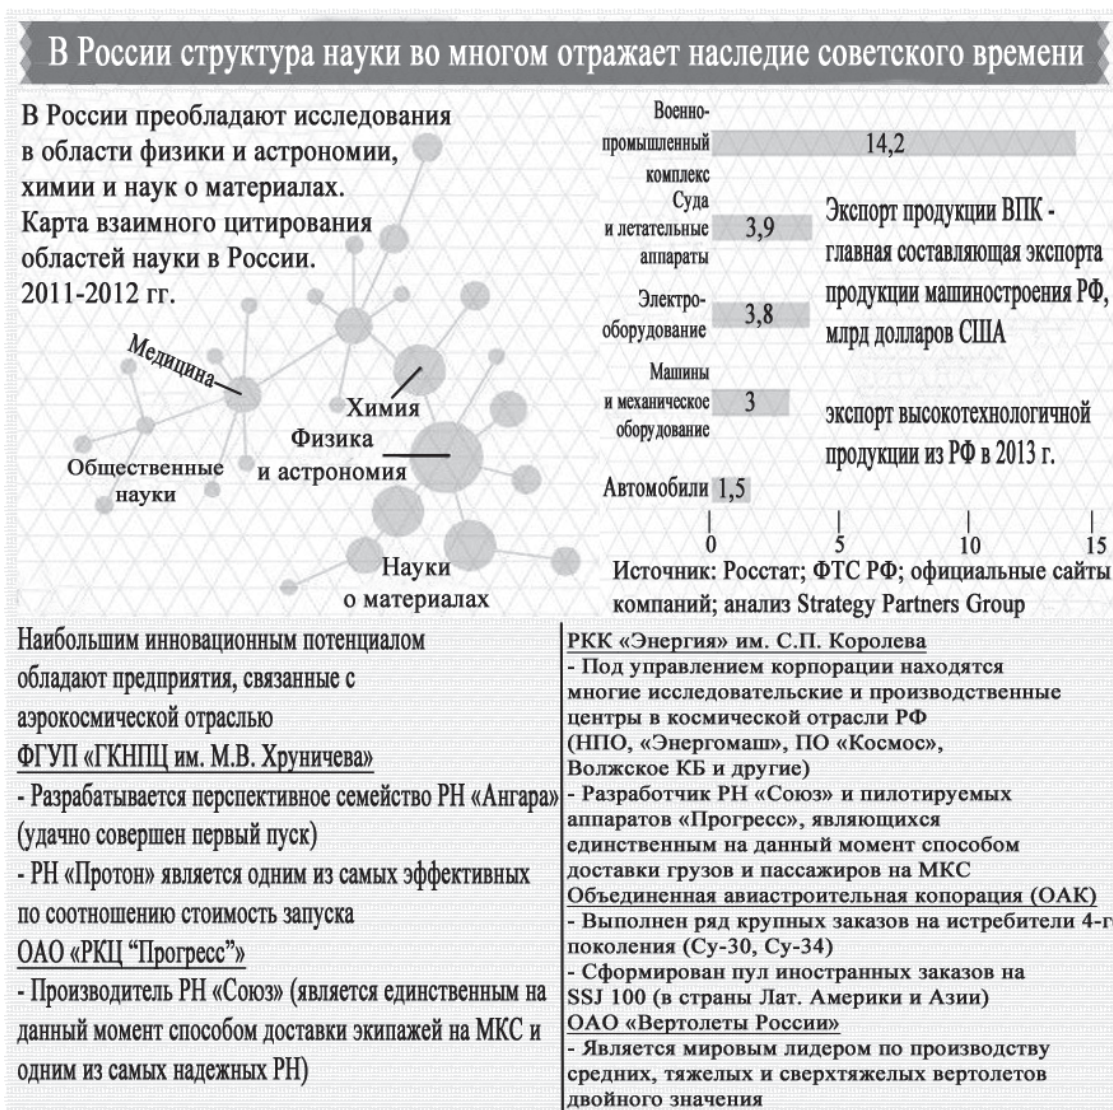 В России структура науки во многом отражает наследие советского времени
В России преобладают исследования
в области физики и астрономии,
химии и наук о материалах.
Карта взаимного цитирования
областей науки в России.
2011-2012 гг.
Медицина
Химия
Физика
и астрономия
Общественные
науки
Науки
о материалах
Военно-
промышленный
комплекс
14,2
Суда
и летательные
аппараты
3,9
Электро-
оборудование
3,8
Машины
и механическое
оборудование
3
Автомобили
1,5
Экспорт продукции ВПК -
главная составляющая экспорта
продукции машиностроения РФ,
млрд долларов США
экспорт высокотехнологичной
продукции из РФ в 2013 г.
0 5 10 15
Источник: Росстат; ФТС РФ; официальные сайты
компаний; анализ Strategy Partners Group
Наибольшим инновационным потенциалом
обладают предприятия, связанные с
аэрокосмической отраслью
ФГУП «ГКНПЦ им. М.В. Хруничева»
- Разрабатывается перспективное семейство РН «Ангара»
(удачно совершен первый пуск)
- РН «Протон» является одним из самых эффективных
по соотношению стоимость запуска
ОАО «РКЦ “Прогресс”»
- Производитель РН «Союз» (является единственным на
данный момент способом доставки экипажей на МКС и
одним из самых надежных РН)
РКК «Энергия» им. С.П. Королева
- Под управлением корпорации находятся
многие исследовательские и производственные
центры в космической отрасли РФ
(НПО, «Энергомаш», ПО «Космос»,
Волжское КБ и другие)
- Разработчик РН «Союз» и пилотируемых
аппаратов «Прогресс», являющихся
единственным на данный момент способом
доставки грузов и пассажиров на МКС
Объединенная авиастроительная копорация (ОАК)
- Выполнен ряд крупных заказов на истребители 4-го
поколения (Су-30, Су-34)
- Сформирован пул иностранных заказов на
SSJ 100 (в страны Лат. Америки и Азии)
ОАО «Вертолеты России»
- Является мировым лидером по производству
средних, тяжелых и сверхтяжелых вертолетов
двойного значения